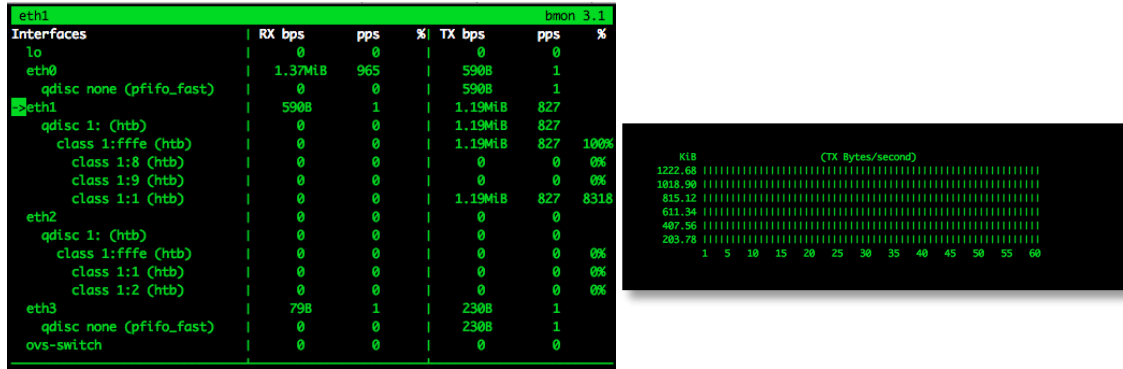 eth1 bmon 3.1
Interfaces | RX bps pps %| TX bps pps %
lo | 0 0 | 0 0
eth0 | 1.37MiB 965 | 590B 1
qdisc none (pfifo_fast) | 0 0 | 590B 1
->eth1 | 590B 1 | 1.19MiB 827
qdisc 1: (htb) | 0 0 | 1.19MiB 827
class 1:fffe (htb) | 0 0 | 1.19MiB 827 100%
class 1:8 (htb) | 0 0 | 0 0 0%
class 1:9 (htb) | 0 0 | 0 0 0%
class 1:1 (htb) | 0 0 | 1.19MiB 827 8318
eth2 | 0 0 | 0 0
qdisc 1: (htb) | 0 0 | 0 0
class 1:fffe (htb) | 0 0 | 0 0 0%
class 1:1 (htb) | 0 0 | 0 0 0%
class 1:2 (htb) | 0 0 | 0 0 0%
eth3 | 79B 1 | 230B 1
qdisc none (pfifo_fast) | 0 0 | 230B 1
ovs-switch | 0 0 | 0 0
KiB (TX Bytes/second)
1222.68 ||||||||||||||||||||||||||||||||||||||||||||||||||||||||||||
1018.90 ||||||||||||||||||||||||||||||||||||||||||||||||||||||||||||
815.12 ||||||||||||||||||||||||||||||||||||||||||||||||||||||||||||
611.34 ||||||||||||||||||||||||||||||||||||||||||||||||||||||||||||
407.56 ||||||||||||||||||||||||||||||||||||||||||||||||||||||||||||
203.78 ||||||||||||||||||||||||||||||||||||||||||||||||||||||||||||
1 5 10 15 20 25 30 35 40 45 50 55 60